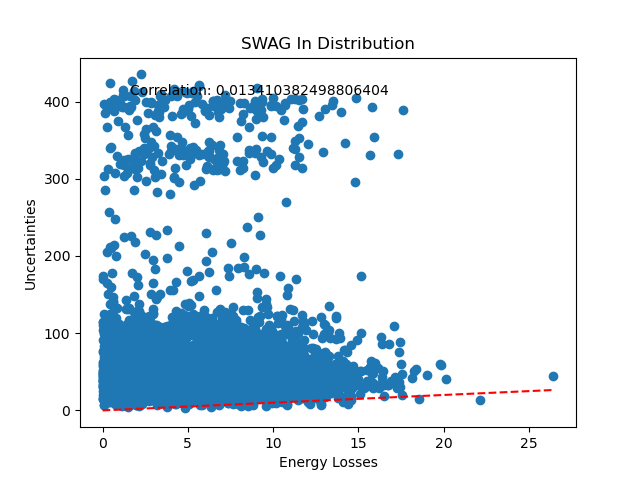 SWAG In Distribution
Correlation: 0.013410382498806404
400
300
200
100
0
Uncertainties
0 5 10 15 20 25
Energy Losses